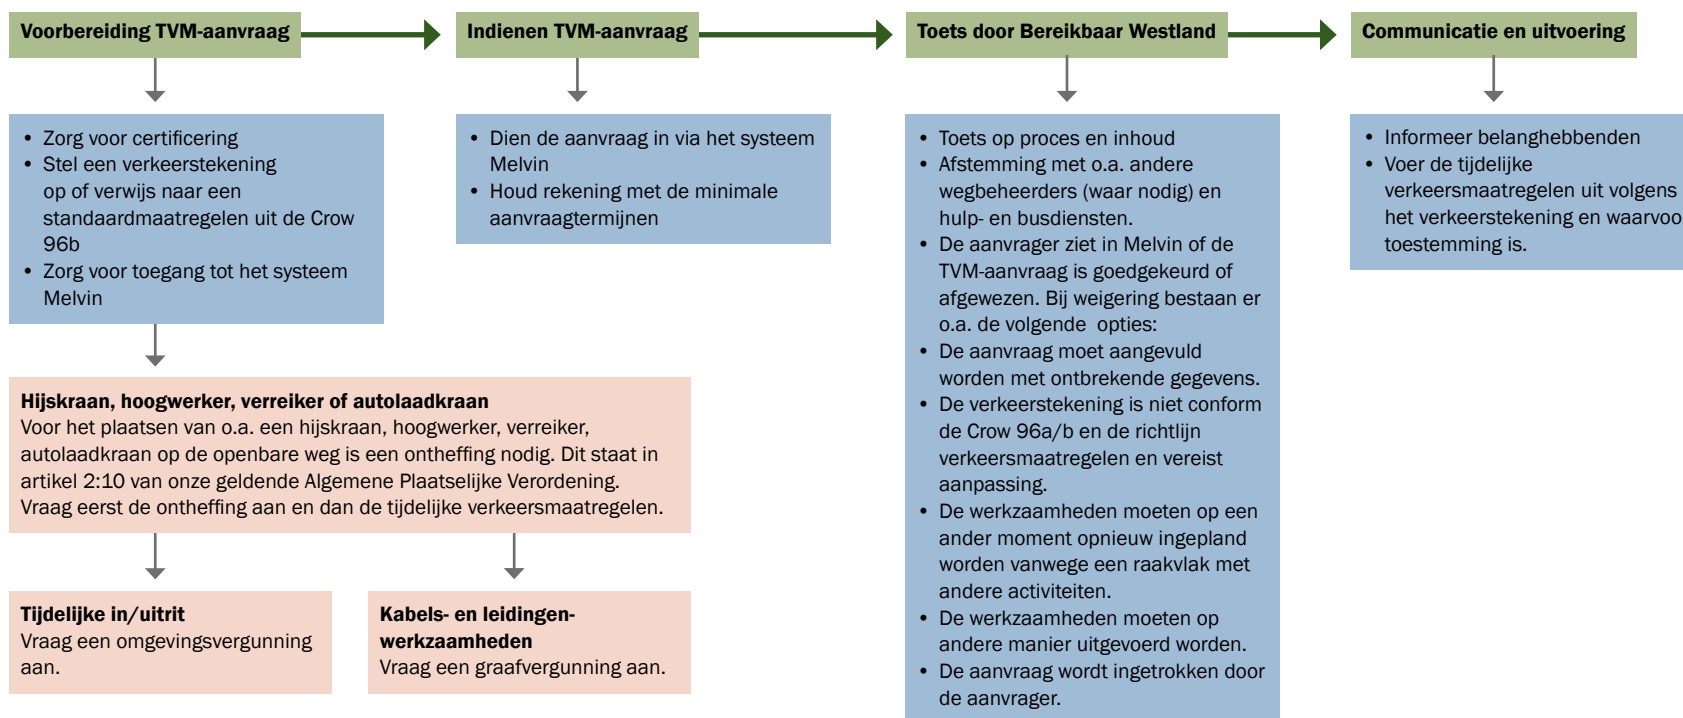 Voorbereiding TVM-aanvraag
Indienen TVM-aanvraag
Toets door Bereikbaar Westland
Communicatie en uitvoering
• Zorg voor certificering
• Stel een verkeerstekening
op of verwijs naar een
standaardmaatregelen uit de Crow
96b
• Zorg voor toegang tot het systeem
Melvin
• Dien de aanvraag in via het systeem
Melvin
• Houd rekening met de minimale
aanvraagtermijnen
• Toets op proces en inhoud
• Afstemming met o.a. andere
wegbeheerders (waar nodig) en
hulp- en busdiensten.
• De aanvrager ziet in Melvin of de
TVM-aanvraag is goedgekeurd of
afgewezen. Bij weigering bestaan er
o.a. de volgende opties:
• De aanvraag moet aangevuld
worden met ontbrekende gegevens.
• De verkeerstekening is niet conform
de Crow 96a/b en de richtlijn
verkeersmaatregelen en vereist
aanpassing.
• De werkzaamheden moeten op een
ander moment opnieuw ingepland
worden vanwege een raakvlak met
andere activiteiten.
• De werkzaamheden moeten op
andere manier uitgevoerd worden.
• De aanvraag wordt ingetrokken door
de aanvrager.
• Informeer belanghebbenden
• Voer de tijdelijke
verkeersmaatregelen uit volgens
het verkeerstekening en waarvoo
toestemming is.
Hijskraan, hoogwerker, verreiker of autolaadkraan
Voor het plaatsen van o.a. een hijskraan, hoogwerker, verreiker,
autolaadkraan op de openbare weg is een ontheffing nodig. Dit staat in
artikel 2:10 van onze geldende Algemene Plaatselijke Verordening.
Vraag eerst de ontheffing aan en dan de tijdelijke verkeersmaatregelen.
Tijdelijke in/uitrit
Vraag een omgevingsvergunning
aan.
Kabels- en leidingen-
werkzaamheden
Vraag een graafvergunning aan.